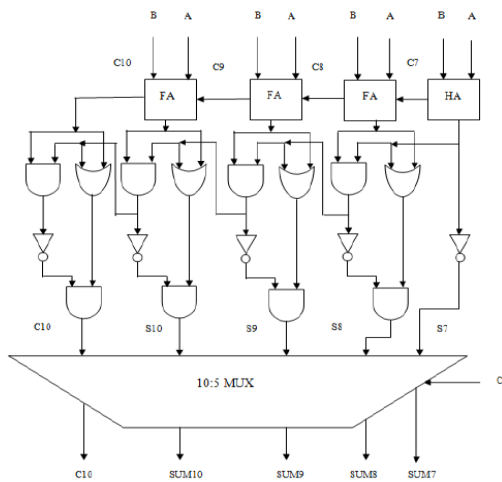 B A B A B A B A
C10 C9 C8 C7
FA FA FA HA
C10 S10 S9 S8 S7
10:5 MUX
C
C10 SUM10 SUM9 SUM8 SUM7